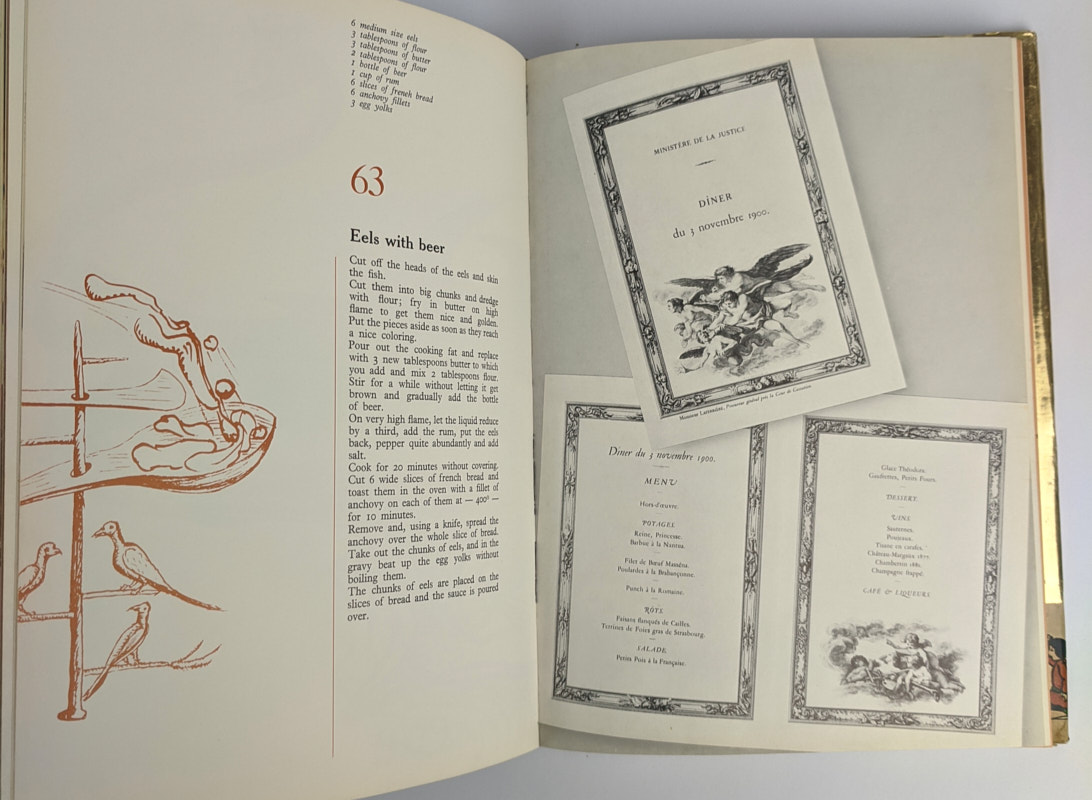 6 medium size eels
3 tablespoons of flour
3 tablespoons of butter
2 tablespoons of flour
1 bottle of beer
1 cup of rum
6 slices of french bread
6 anchovy fillets
3 egg yolks
63
Eels with beer
Cut off the heads of the eels and skin
the fish.
Cut them into big chunks and dredge
with flour; fry in butter on high
flame to get them nice and golden.
Put the pieces aside as soon as they reach
a nice coloring.
Pour out the cooking fat and replace
with 3 new tablespoons butter to which
you add and mix 2 tablespoons flour.
Stir for a while without letting it get
brown and gradually add the bottle
of beer.
On very high flame, let the liquid reduce
by a third, add the rum, put the eels
back, pepper quite abundantly and add
salt.
Cook for 20 minutes without covering.
Cut 6 wide slices of french bread and
toast them in the oven with a fillet of
anchovy on each of them at — 400° —
for 10 minutes.
Remove and, using a knife, spread the
anchovy over the whole slice of bread.
Take out the chunks of eels, and in the
gravy beat up the egg yolks without
boiling them.
The chunks of eels are placed on the
slices of bread and the sauce is poured
over.
MINISTÈRE DE LA JUSTICE
DÎNER
du 3 novembre 1900.
Monsieur Procureur général près la Cour de Cassation.
Dîner du 3 novembre 1900.
MENU
Hors-d'œuvre.
POTAGES
Reine, Princesse.
Barbue à la Nantua.
Filet de Bœuf Masséna.
Poulardes à la Brabançonne.
Punch à la Romaine.
RÔTS.
Faisans flanqués de Cailles.
Terrines de Foies gras de Strasbourg.
SALADE.
Petits Pois à la Française.
Glace Théodora.
Gaufrettes, Petits Fours.
DESSERT.
VINS
Sauternes.
Tisane en carafes.
Château-Margaux
Chambertin
Champagne frappé.
CAFÉ & LIQUEURS